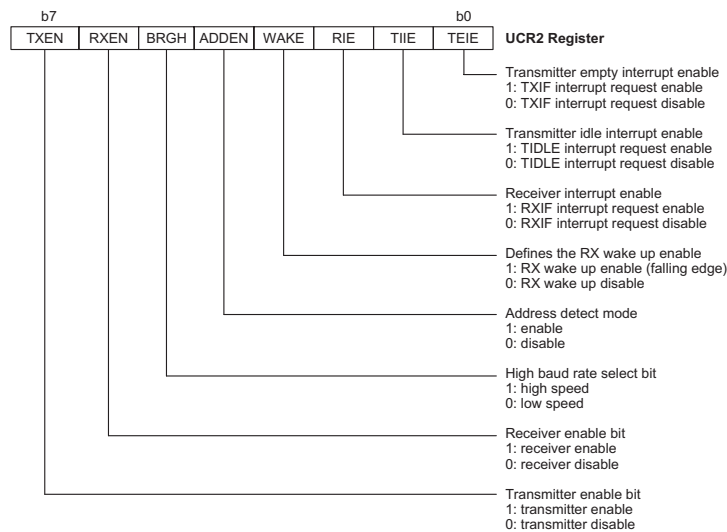 b7 b0
TXEN RXEN BRGH ADDEN WAKE RIE TIIE TEIE UCR2 Register
Transmitter empty interrupt enable
1: TXIF interrupt request enable
0: TXIF interrupt request disable
Transmitter idle interrupt enable
1: TIDLE interrupt request enable
0: TIDLE interrupt request disable
Receiver interrupt enable
1: RXIF interrupt request enable
0: RXIF interrupt request disable
Defines the RX wake up enable
1: RX wake up enable (falling edge)
0: RX wake up disable
Address detect mode
1: enable
0: disable
High baud rate select bit
1: high speed
0: low speed
Receiver enable bit
1: receiver enable
0: receiver disable
Transmitter enable bit
1: transmitter enable
0: transmitter disable